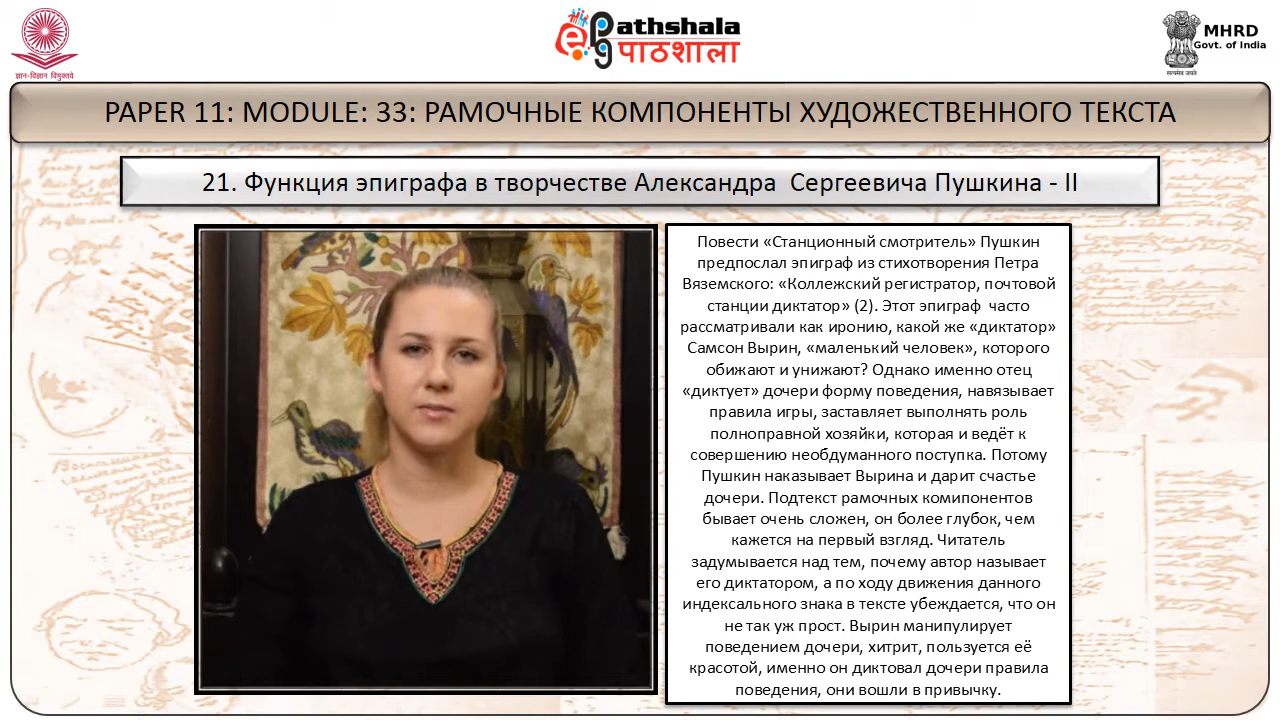 ज्ञान-विज्ञान विमुक्तये
ePathshala
पाठशाला
MHRD
Govt. of India
सत्यमेव जयते
PAPER 11: MODULE: 33: РАМОЧНЫЕ КОМПОНЕНТЫ ХУДОЖЕСТВЕННОГО ТЕКСТА
21. Функция эпиграфа в творчестве Александра Сергеевича Пушкина - II
Повести «Станционный смотритель» Пушкин
предпослал эпиграф из стихотворения Петра
Вяземского: «Коллежский регистратор, почтовой
станции диктатор» (2). Этот эпиграф часто
рассматривали как иронию, какой же «диктатор»
Самсон Вырин, «маленький человек», которого
обижают и унижают? Однако именно отец
«диктует» дочери форму поведения, навязывает
правила игры, заставляет выполнять роль
полноправной хозяйки, которая и ведёт к
совершению необдуманного поступка. Потому
Пушкин наказывает Вырина и дарит счастье
дочери. Подтекст рамочных комипонентов
бывает очень сложен, он более глубок, чем
кажется на первый взгляд. Читатель
задумывается над тем, почему автор называет
его диктатором, а по ходу движения данного
индексального знака в тексте убеждается, что он
не так уж прост. Вырин манипулирует
поведением дочери, хитрит, пользуется её
красотой, именно он диктовал дочери правила
поведения, они вошли в привычку.